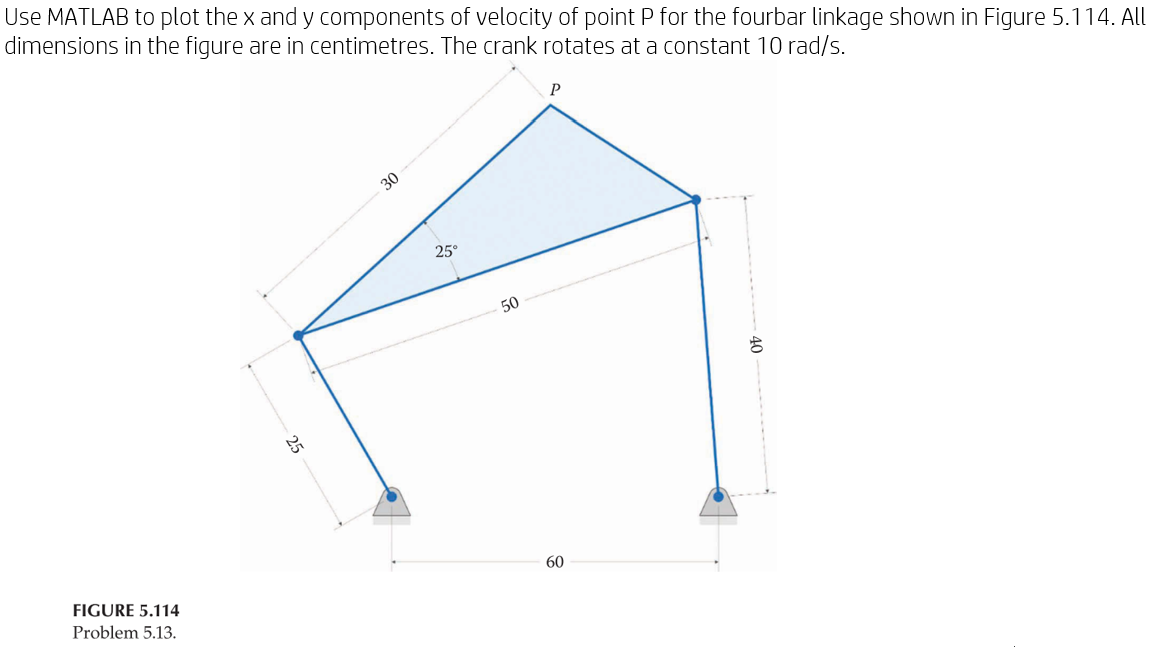 Use MATLAB to plot the x and y components of velocity of point P for the fourbar linkage shown in Figure 5.114. All
dimensions in the figure are in centimetres. The crank rotates at a constant 10 rad/s.
P
30
25°
50
40
25
60
FIGURE 5.114
Problem 5.13.